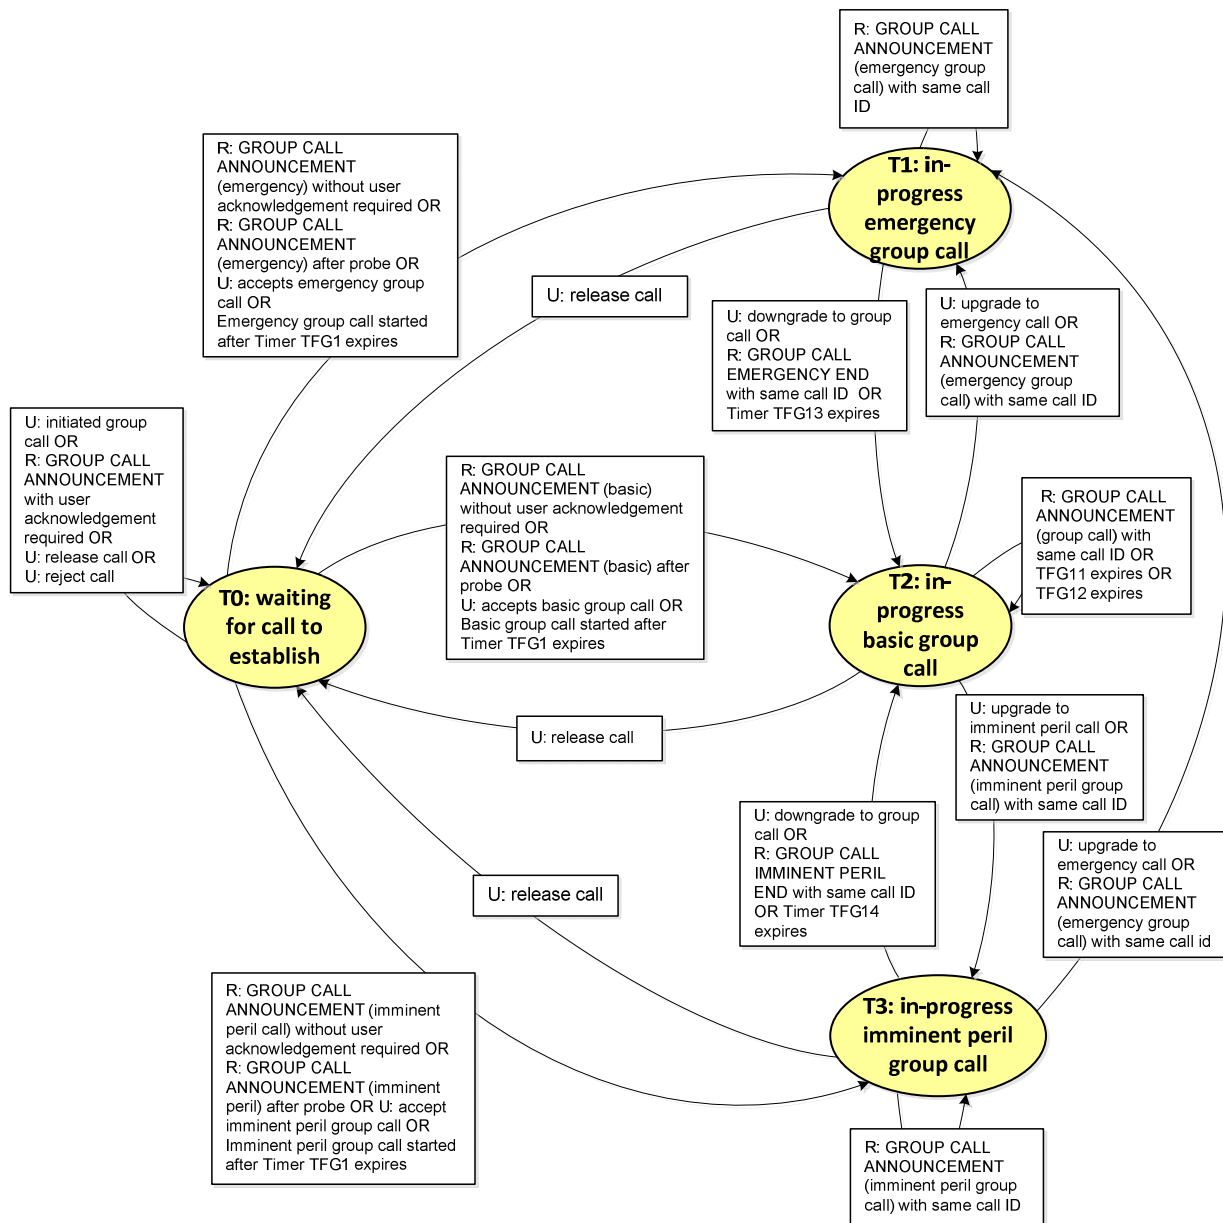 R: GROUP CALL
ANNOUNCEMENT
(emergency group
call) with same call
ID
R: GROUP CALL
ANNOUNCEMENT
(emergency) without user
acknowledgement required OR
R: GROUP CALL
ANNOUNCEMENT
(emergency) after probe OR
U: accepts emergency group
call OR
Emergency group call started
after Timer TFG1 expires
T1: in-
progress
emergency
group call
U: release call
U: downgrade to group
call OR
R: GROUP CALL
EMERGENCY END
with same call ID  OR
Timer TFG13 expires
U: upgrade to
emergency call OR
R: GROUP CALL
ANNOUNCEMENT
(emergency group
call) with same call ID
U: initiated group
call OR
R: GROUP CALL
ANNOUNCEMENT
with user
acknowledgement
required OR
U: release call OR
U: reject call
R: GROUP CALL
ANNOUNCEMENT (basic)
without user acknowledgement
required OR
R: GROUP CALL
ANNOUNCEMENT (basic) after
probe OR
U: accepts basic group call OR
Basic group call started after
Timer TFG1 expires
R: GROUP CALL
ANNOUNCEMENT
(group call) with
same call ID OR
TFG11 expires OR
TFG12 expires
T0: waiting
for call to
establish
T2: in-
progress
basic group
call
U: release call
U: upgrade to
imminent peril call OR
R: GROUP CALL
ANNOUNCEMENT
(imminent peril group
call) with same call ID
U: downgrade to group
call OR
R: GROUP CALL
IMMINENT PERIL
END with same call ID
OR Timer TFG14
expires
U: upgrade to
emergency call OR
R: GROUP CALL
ANNOUNCEMENT
(emergency group
call) with same call id
U: release call
R: GROUP CALL
ANNOUNCEMENT (imminent
peril call) without user
acknowledgement required OR
R: GROUP CALL
ANNOUNCEMENT (imminent
peril) after probe OR U: accept
imminent peril group call OR
Imminent peril group call started
after Timer TFG1 expires
T3: in-progress
imminent peril
group call
R: GROUP CALL
ANNOUNCEMENT
(imminent peril group
call) with same call ID